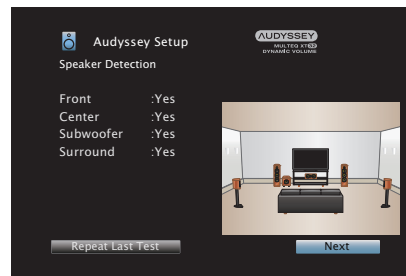 Audyssey Setup
AUDYSSEY
MULTEQ XT32
DYNAMIC VOLUME
Speaker Detection
Front :Yes
Center :Yes
Subwoofer :Yes
Surround :Yes
Repeat Last Test
Next